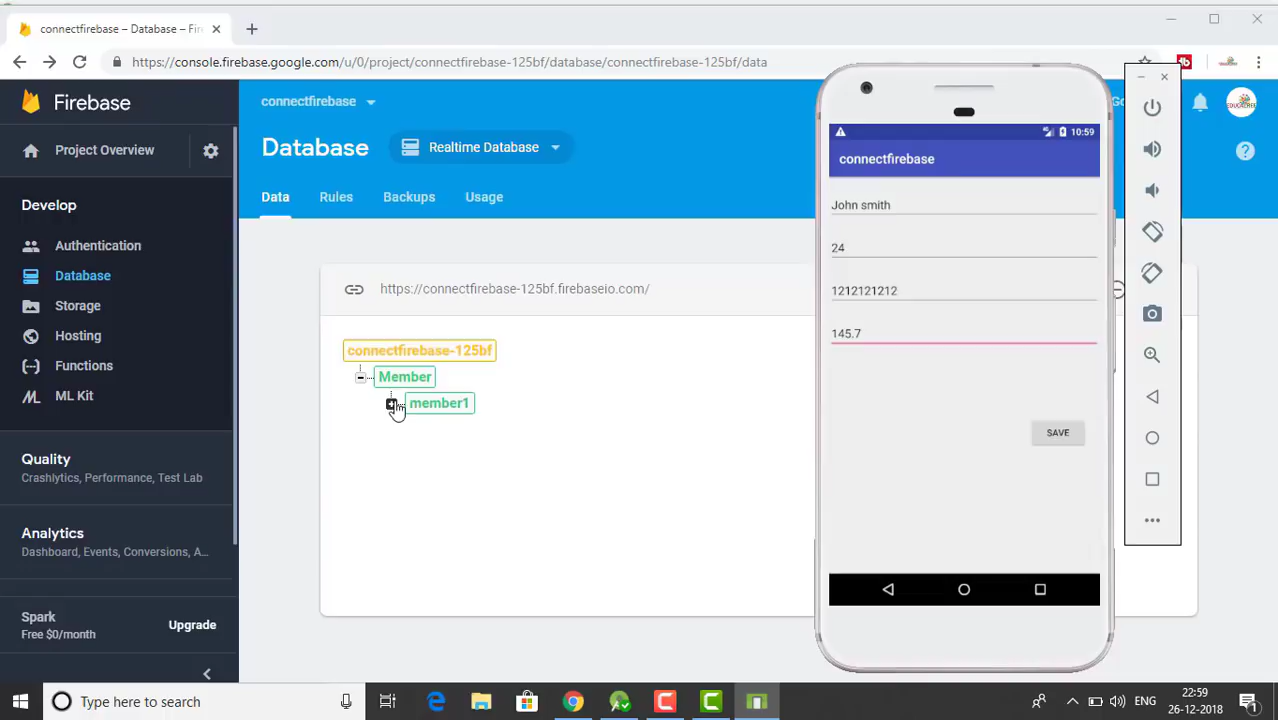 connectfirebase – Database – Fir
https://console.firebase.google.com/u/0/project/connectfirebase-125bf/database/connectfirebase-125bf/data
Firebase
connectfirebase
Go
EDUCATREE
Project Overview
Database
Realtime Database
Data
Rules
Backups
Usage
Develop
Authentication
Database
Storage
Hosting
Functions
ML Kit
Quality
Crashlytics, Performance, Test Lab
Analytics
Dashboard, Events, Conversions, A...
Spark
Free $0/month
Upgrade
https://connectfirebase-125bf.firebaseio.com/
connectfirebase-125bf
Member
member1
10:59
connectfirebase
John smith
24
1212121212
145.7
SAVE
Type here to search
ENG
22:59
26-12-2018
1